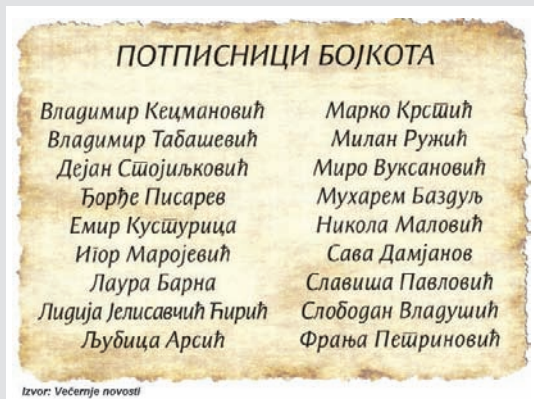 ПОТПИСНИЦИ БОЈКОТА
Владимир Кецмановић
Владимир Табашевић
Дејан Стојиљковић
Ђорђе Писарев
Емир Кустурица
Игор Маројевић
Лаура Барна
Лидија Јелисавчић Ћирић
Љубица Арсић
Марко Крстић
Милан Ружић
Миро Вуксановић
Мухарем Баздуљ
Никола Маловић
Сава Дамјанов
Славиша Павловић
Слободан Владушић
Фрања Петриновић
Izvor: Večernje novosti